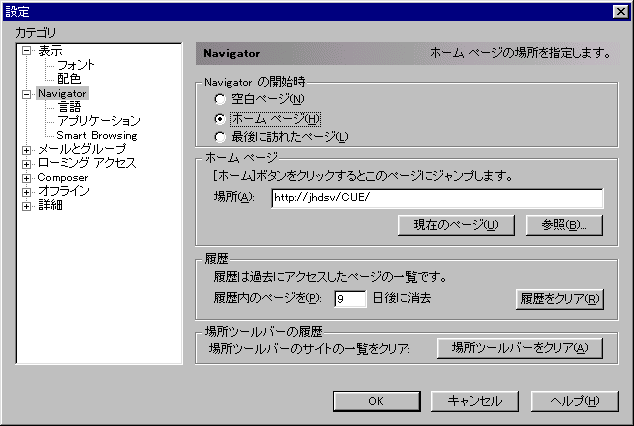 設定
カテゴリ
表示
フォント
配色
Navigator
言語
アプリケーション
Smart Browsing
メールとグループ
ローミング アクセス
Composer
オフライン
詳細
Navigator ホーム ページの場所を指定します。
Navigator の開始時
空白ページ(N)
ホーム ページ(H)
最後に訪れたページ(L)
ホーム ページ
[ホーム]ボタンをクリックするとこのページにジャンプします。
場所(A): http://jhdsv/CUE/
現在のページ(U) 参照(B)...
履歴
履歴は過去にアクセスしたページの一覧です。
履歴内のページを(P): 9 日後に消去 履歴をクリア(R)
場所ツールバーの履歴
場所ツールバーのサイトの一覧をクリア: 場所ツールバーをクリア(A)
OK キャンセル ヘルプ(H)